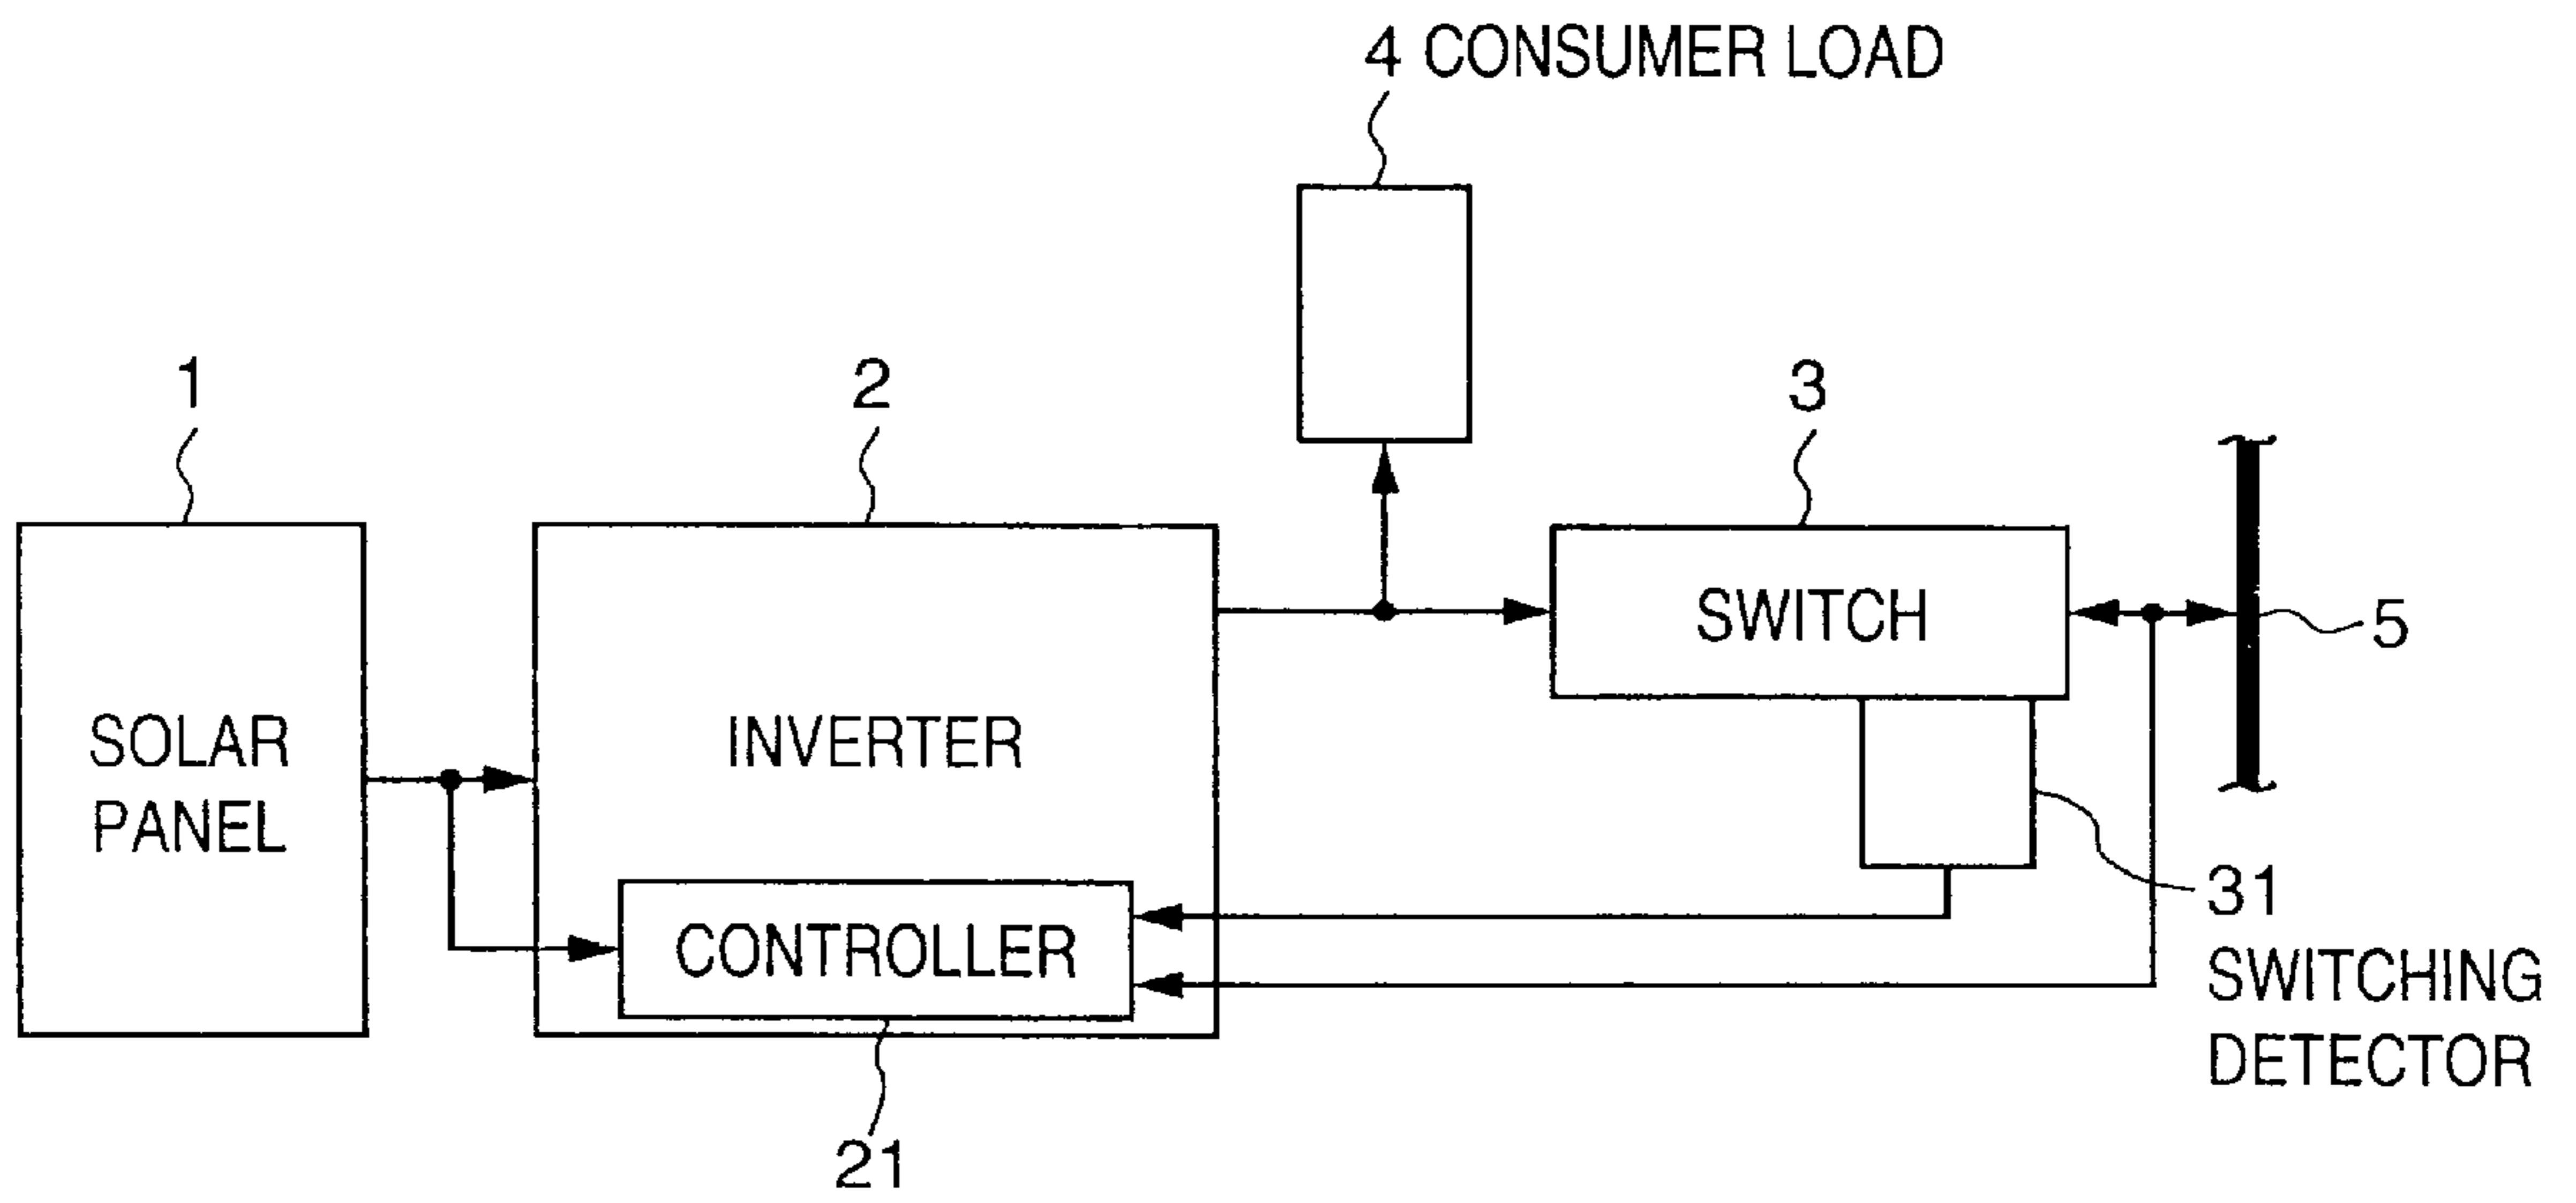 4 CONSUMER LOAD
1
2
3
SOLAR
PANEL
INVERTER
SWITCH
5
CONTROLLER
31
SWITCHING
DETECTOR
21